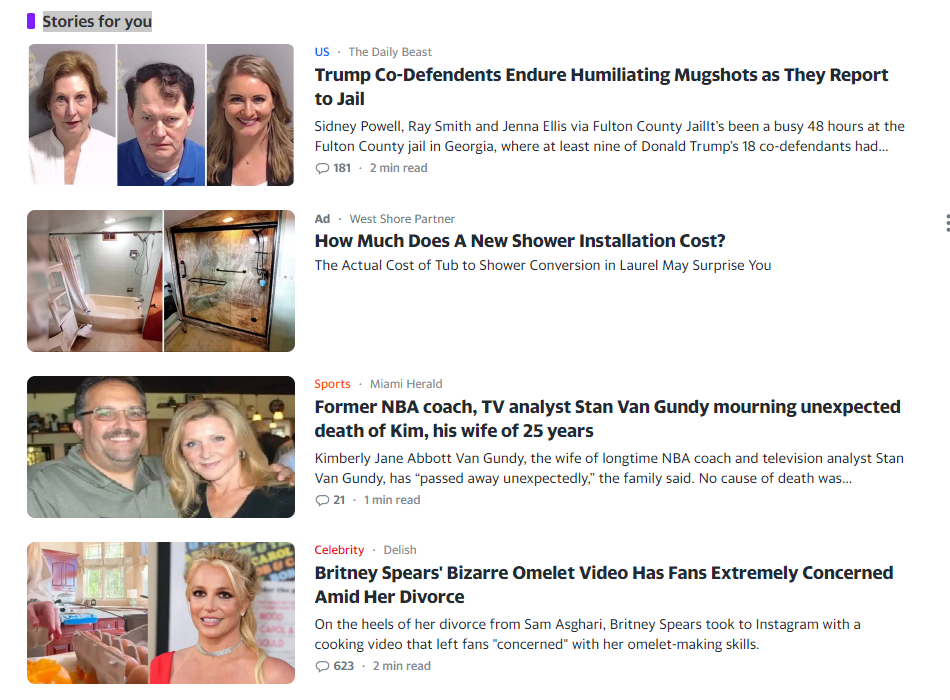 Stories for you
US · The Daily Beast
Trump Co-Defendents Endure Humiliating Mugshots as They Report
to Jail
Sidney Powell, Ray Smith and Jenna Ellis via Fulton County JailIt's been a busy 48 hours at the
Fulton County jail in Georgia, where at least nine of Donald Trump's 18 co-defendants had...
181 · 2 min read
Ad · West Shore Partner
How Much Does A New Shower Installation Cost?
The Actual Cost of Tub to Shower Conversion in Laurel May Surprise You
Sports · Miami Herald
Former NBA coach, TV analyst Stan Van Gundy mourning unexpected
death of Kim, his wife of 25 years
Kimberly Jane Abbott Van Gundy, the wife of longtime NBA coach and television analyst Stan
Van Gundy, has “passed away unexpectedly,” the family said. No cause of death was...
21 · 1 min read
Celebrity · Delish
Britney Spears' Bizarre Omelet Video Has Fans Extremely Concerned
Amid Her Divorce
On the heels of her divorce from Sam Asghari, Britney Spears took to Instagram with a
cooking video that left fans "concerned" with her omelet-making skills.
623 · 2 min read